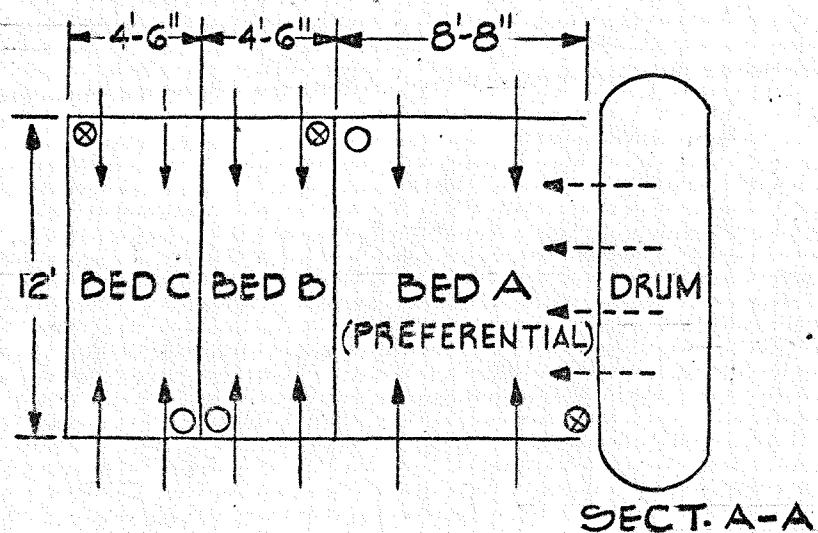 4'-6" 4'-6" 8'-8"
12' BED C BED B BED A DRUM
(PREFERENTIAL)
SECT. A-A